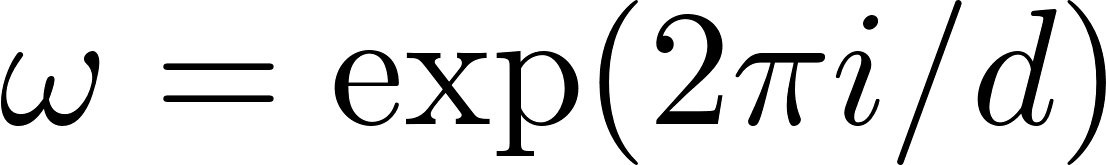 ω = exp(2πi/d)